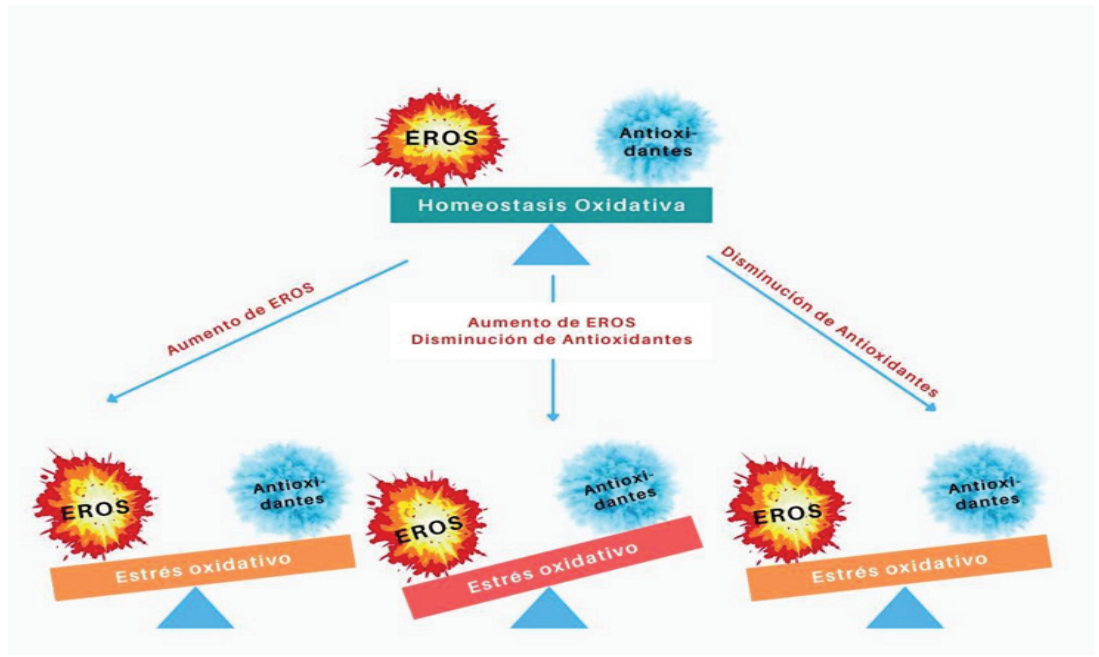 EROS
Antioxi-
dantes
Homeostasis Oxidativa
Aumento de EROS
Aumento de EROS
Disminución de Antioxidantes
Disminución de Antioxidantes
EROS
Antioxi-
dantes
Estrés oxidativo
EROS
Antioxi-
dantes
Estrés oxidativo
EROS
Antioxi-
dantes
Estrés oxidativo